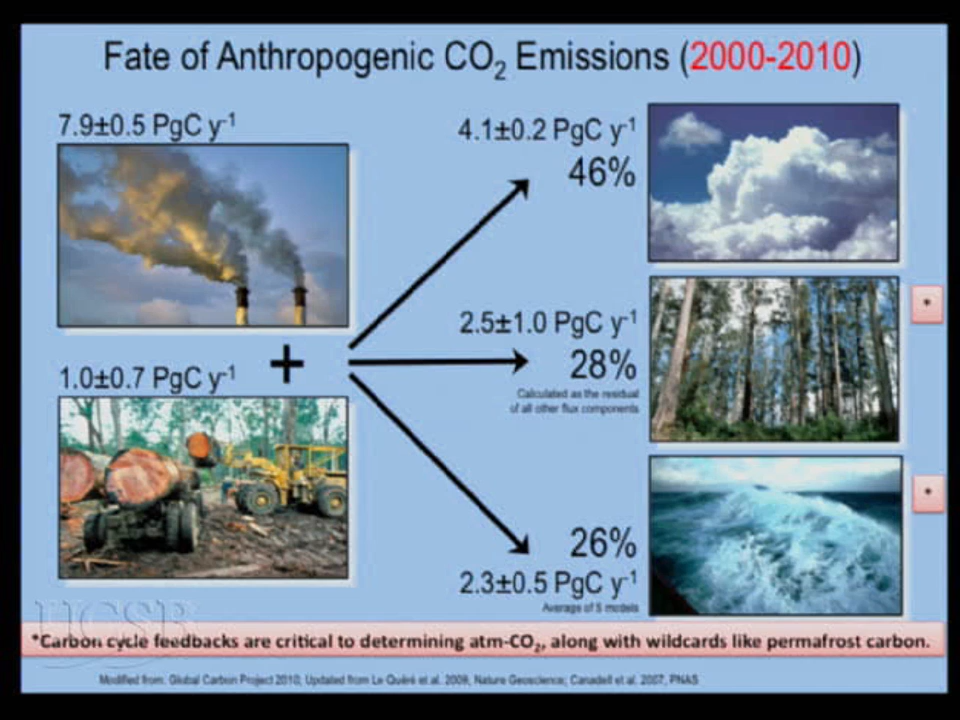 Fate of Anthropogenic CO₂ Emissions (2000-2010)
7.9±0.5 PgC y⁻¹
4.1±0.2 PgC y⁻¹
46%
2.5±1.0 PgC y⁻¹
28%
Calculated as the residual
of all other flux components
*
+
1.0±0.7 PgC y⁻¹
26%
2.3±0.5 PgC y⁻¹
Average of 5 models
*
UCSB
*Carbon cycle feedbacks are critical to determining atm-CO₂, along with wildcards like permafrost carbon.
Modified from: Global Carbon Project 2010; Updated from Le Quéré et al. 2009, Nature Geoscience; Canadell et al. 2007, PNAS